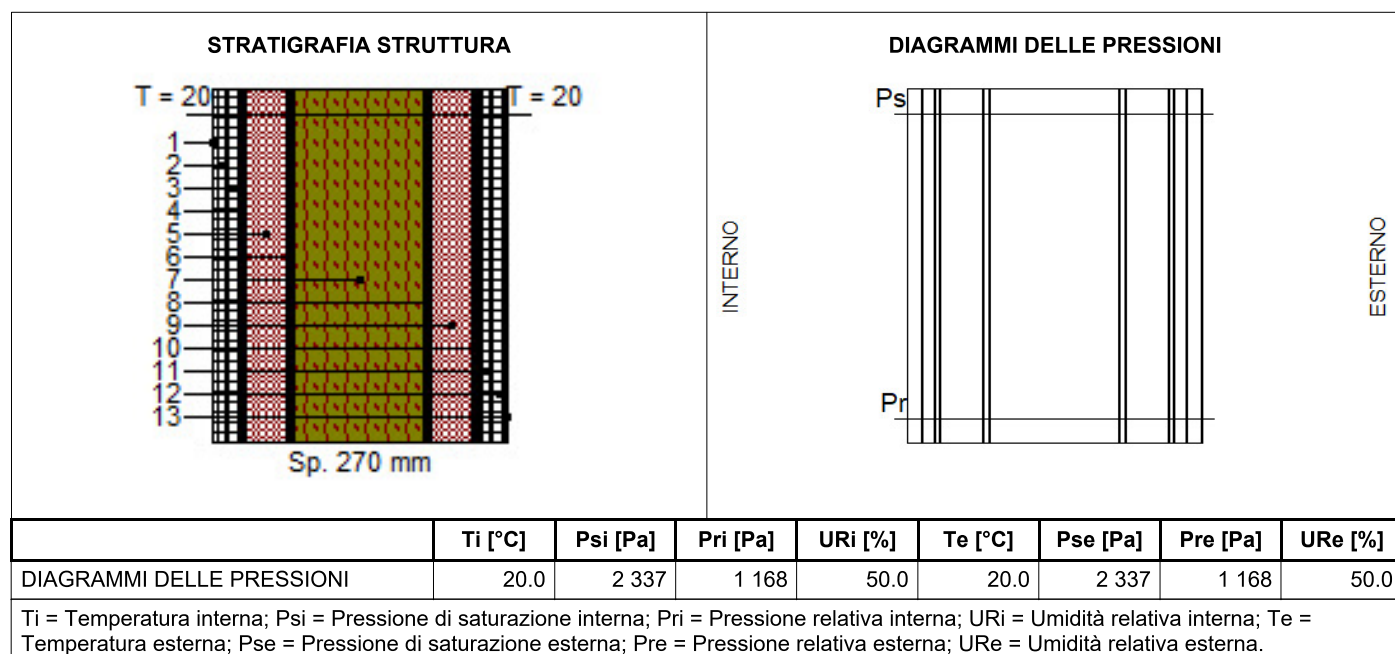 STRATIGRAFIA STRUTTURA
T = 20
T = 20
1
2
3
4
5
6
7
8
9
10
11
12
13
Sp. 270 mm
DIAGRAMMI DELLE PRESSIONI
Ps
Pr
INTERNO
ESTERNO
Ti [°C] Psi [Pa] Pri [Pa] URi [%] Te [°C] Pse [Pa] Pre [Pa] URe [%]
DIAGRAMMI DELLE PRESSIONI 20.0 2 337 1 168 50.0 20.0 2 337 1 168 50.0
Ti = Temperatura interna; Psi = Pressione di saturazione interna; Pri = Pressione relativa interna; URi = Umidità relativa interna; Te =
Temperatura esterna; Pse = Pressione di saturazione esterna; Pre = Pressione relativa esterna; URe = Umidità relativa esterna.